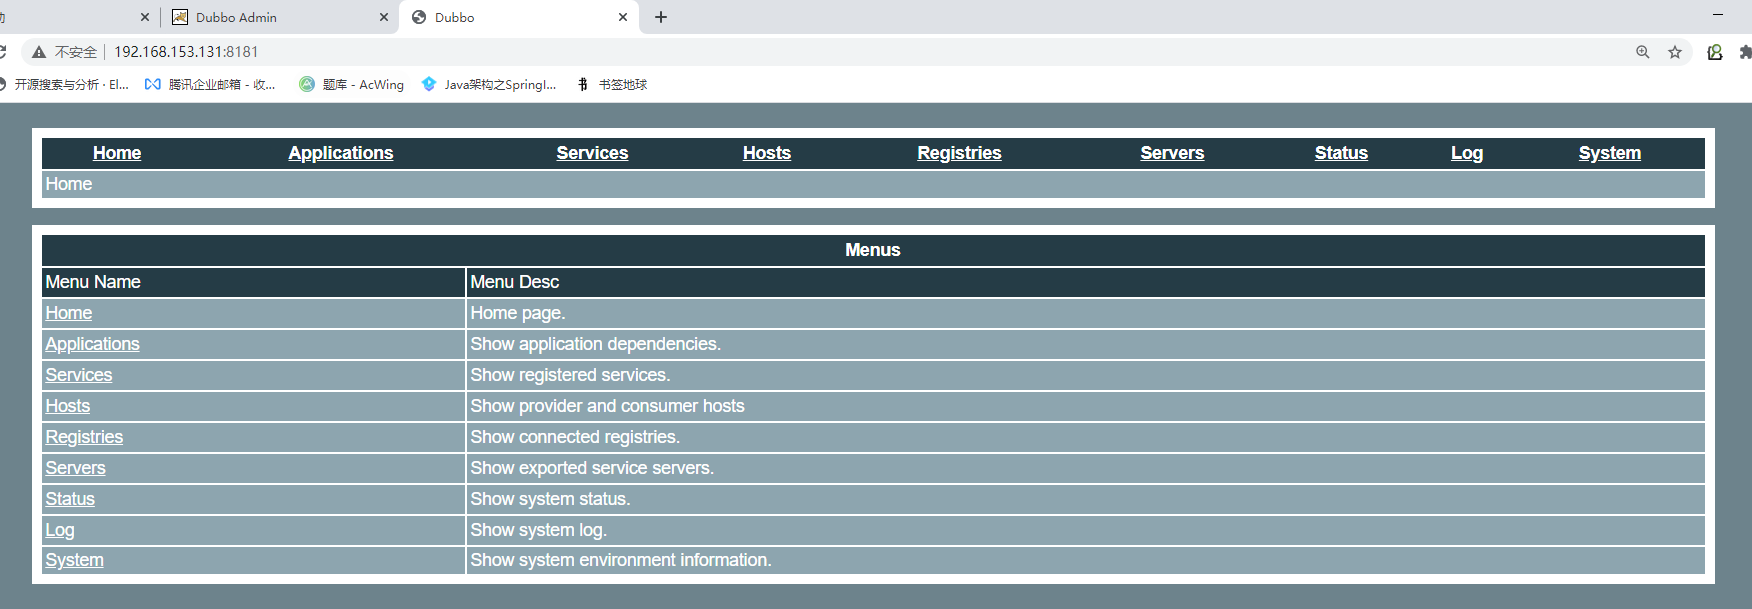 Dubbo Admin Dubbo
不安全 192.168.153.131:8181
开源搜索与分析 · El... 腾讯企业邮箱 - 收... 题库 - AcWing Java架构之SpringI... 书签地球
Home Applications Services Hosts Registries Servers Status Log System
Home
Menus
Menu Name Menu Desc
Home Home page.
Applications Show application dependencies.
Services Show registered services.
Hosts Show provider and consumer hosts
Registries Show connected registries.
Servers Show exported service servers.
Status Show system status.
Log Show system log.
System Show system environment information.